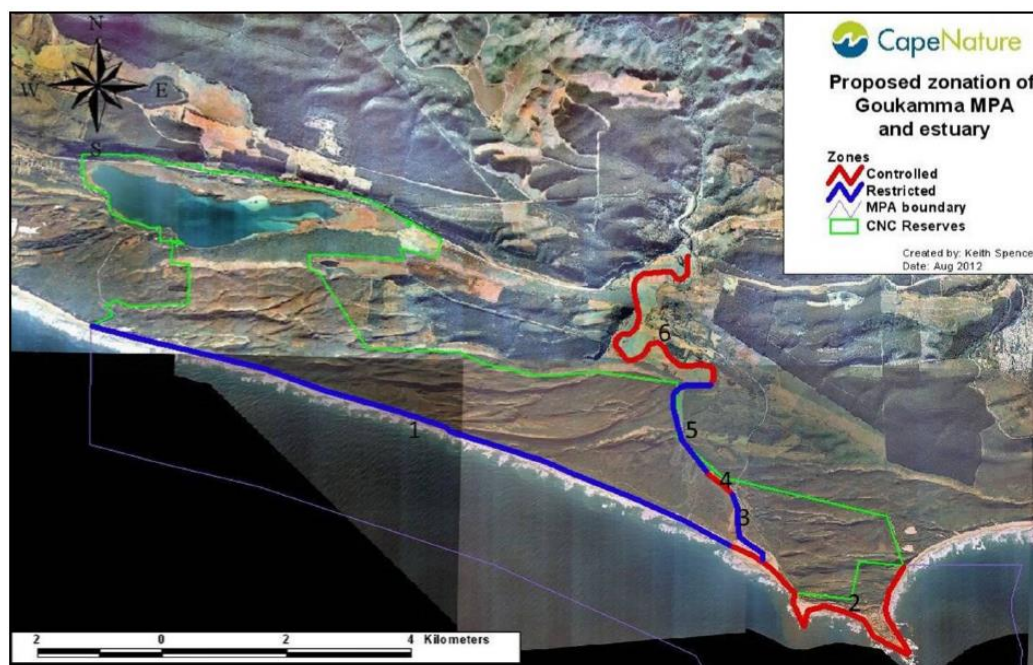 N
W E
S
CapeNature
Proposed zonation of
Goukamma MPA
and estuary
Zones
Controlled
Restricted
MPA boundary
CNC Reserves
Created by: Keith Spence
Date: Aug 2012
6
5
1
4
3
2
2 0 2 4 Kilometers